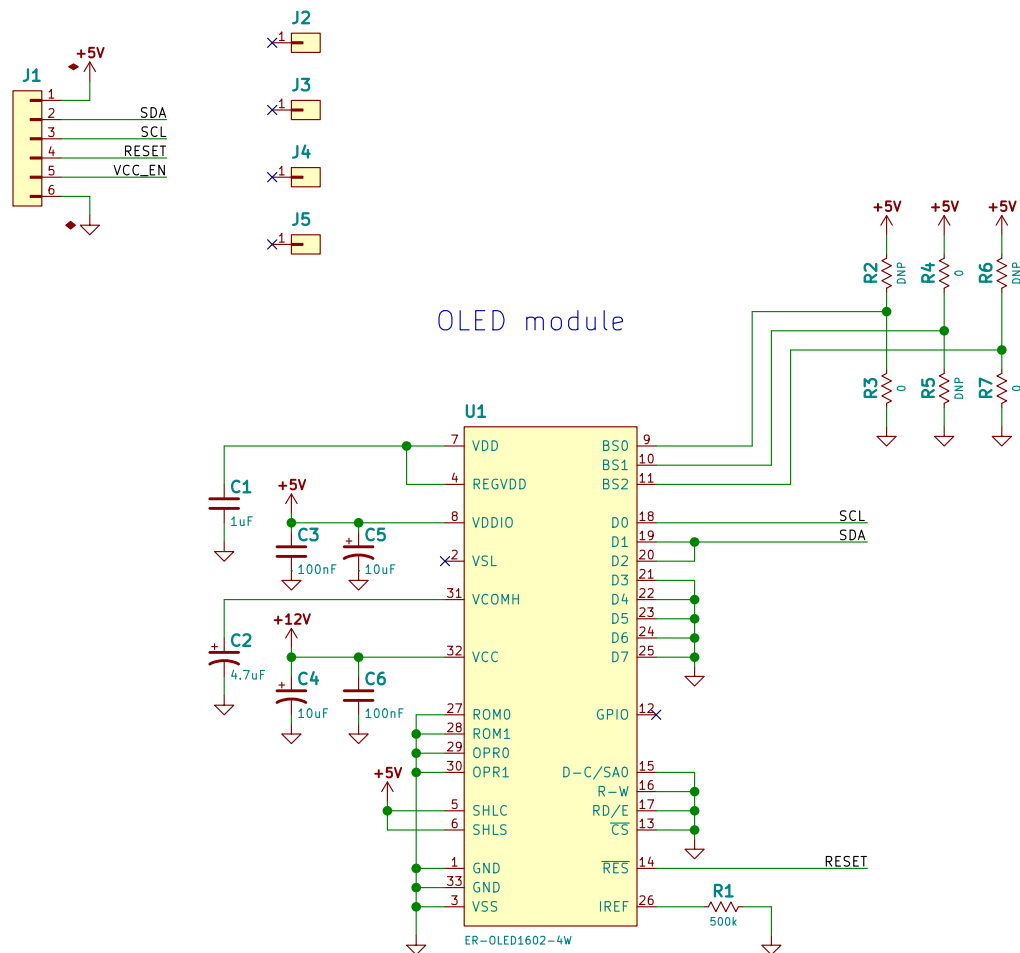 J2
1
+5V
J1
1
2 SDA
3 SCL
4 RESET
5 VCC_EN
6
J3
1
J4
1
J5
1
+5V +5V +5V
R2 DNP R4 0 R6 DNP
R3 0 R5 DNP R7 0
OLED module
U1
7 VDD BS0 9
BS1 10
4 REGVDD BS2 11
C1
1uF
+5V
8 VDDIO D0 18 SCL
C3
100nF
C5
10uF
D1 19 SDA
2 VSL D2 20
D3 21
31 VCOMH D4 22
D5 23
D6 24
C2
4.7uF
+12V
32 VCC D7 25
C4
10uF
C6
100nF
27 ROM0 GPIO 12
28 ROM1
29 OPR0
30 OPR1 D-C/SA0 15
+5V
R-W 16
5 SHLC RD/E 17
6 SHLS CS 13
1 GND RES 14 RESET
33 GND
3 VSS IREF 26
R1
500k
ER-OLED1602-4W